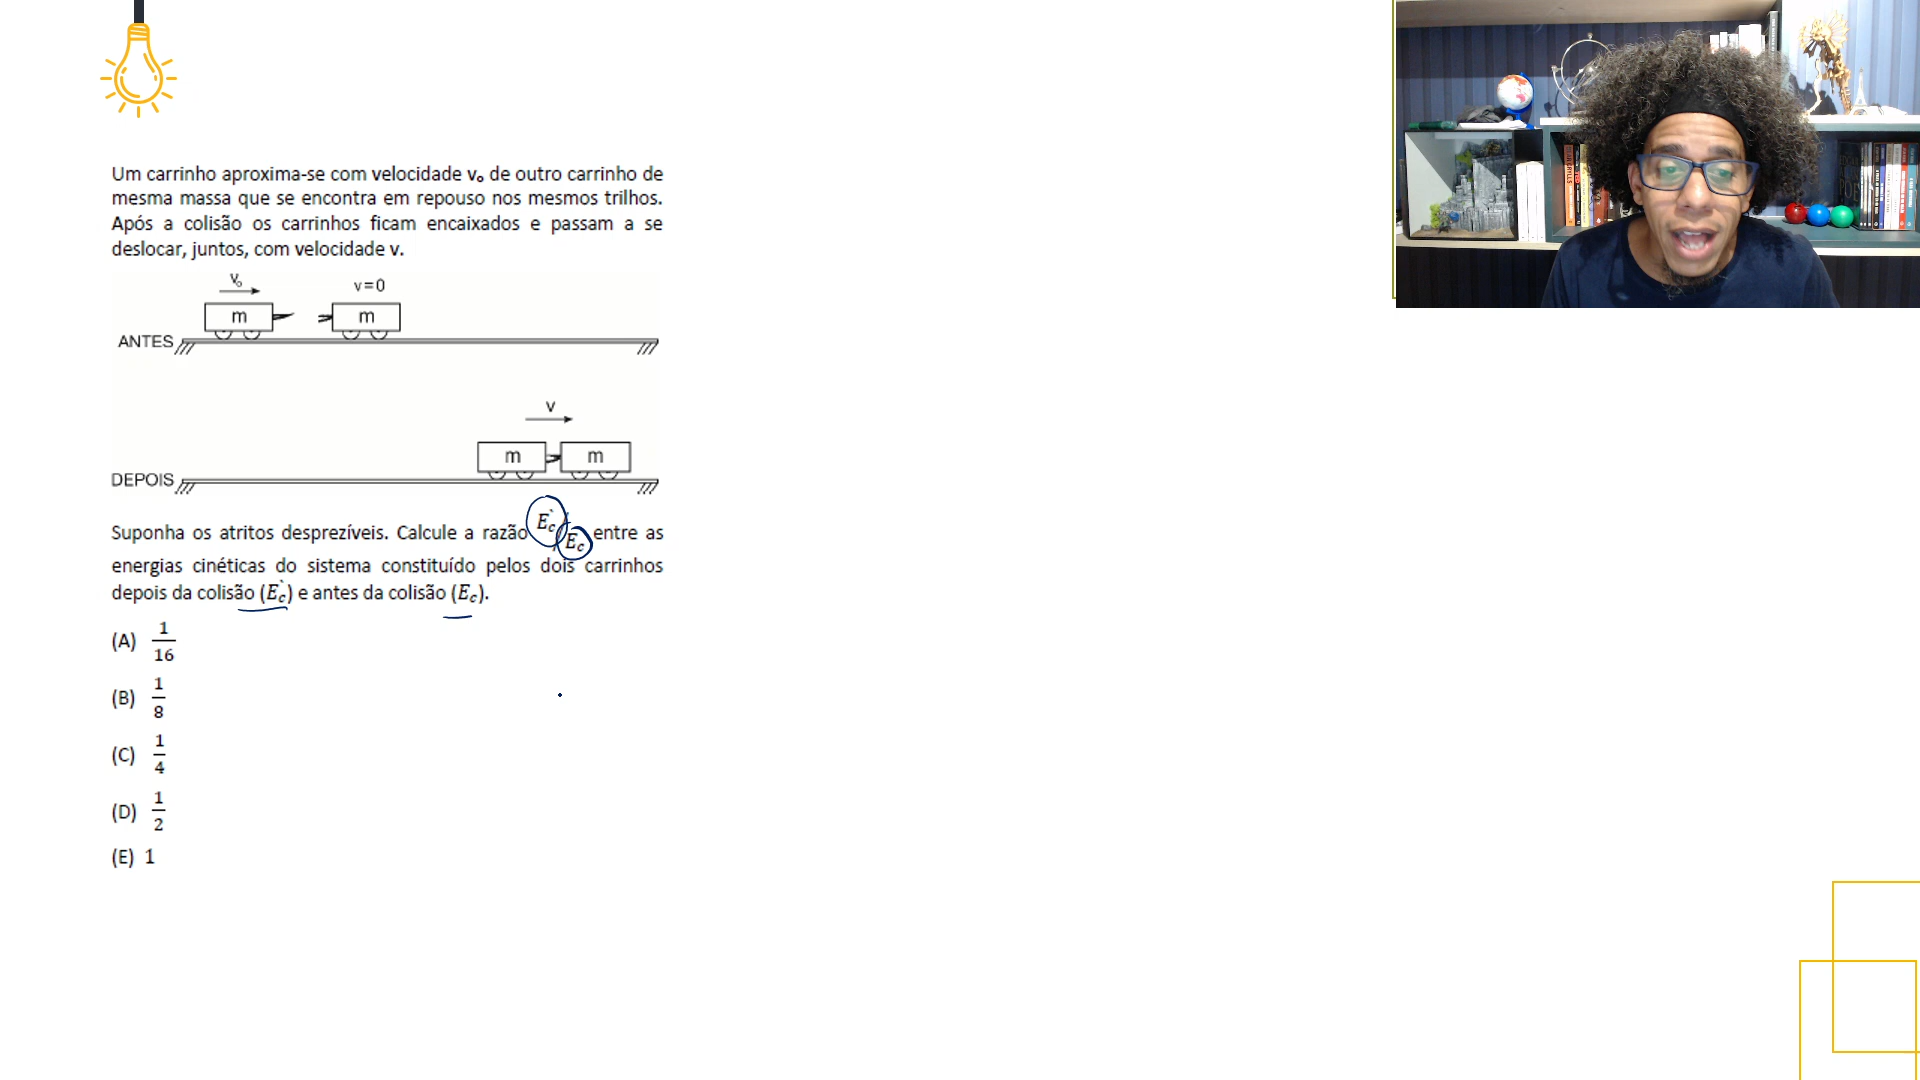 Um carrinho aproxima-se com velocidade vₒ de outro carrinho de
mesma massa que se encontra em repouso nos mesmos trilhos.
Após a colisão os carrinhos ficam encaixados e passam a se
deslocar, juntos, com velocidade v.
vₒ
v=0
m
m
ANTES
v
m
m
DEPOIS
Suponha os atritos desprezíveis. Calcule a razão E`c/Ec entre as
energias cinéticas do sistema constituído pelos dois carrinhos
depois da colisão (E`c) e antes da colisão (Ec).
(A) 1/16
(B) 1/8
(C) 1/4
(D) 1/2
(E) 1